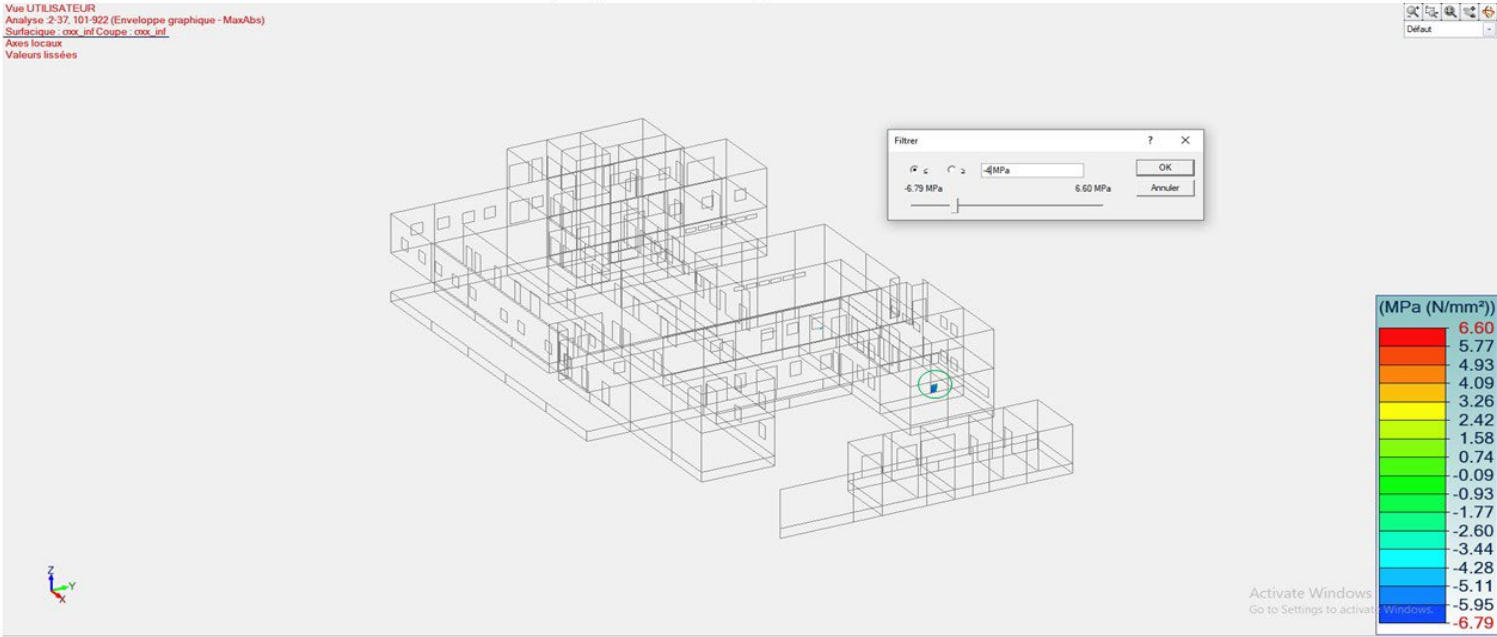 Vue UTILISATEUR
Analyse :2-37, 101-922 (Enveloppe graphique - MaxAbs)
Surfacique : σxx_inf Coupe : σxx_inf
Axes locaux
Valeurs lissées
Défaut
Filtrer
? ×
≤ ≥ -4MPa OK
-6.79 MPa 6.60 MPa Annuler
(MPa (N/mm²))
6.60
5.77
4.93
4.09
3.26
2.42
1.58
0.74
-0.09
-0.93
-1.77
-2.60
-3.44
-4.28
-5.11
-5.95
-6.79
Z
Y
X
Activate Windows
Go to Settings to activate Windows.